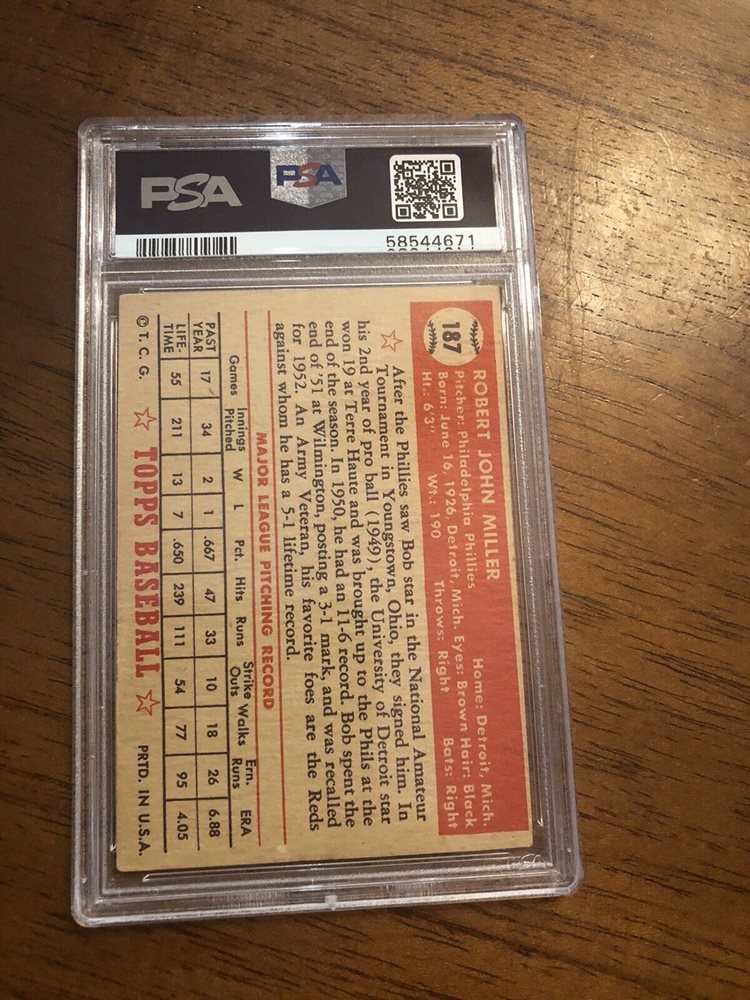 PSA
PSA
58544671
187
ROBERT JOHN MILLER
Home: Detroit, Mich.
Pitcher: Philadelphia Phillies
Born: June 16, 1926, Detroit, Mich. Eyes: Brown Hair: Black
Ht.: 6'3" Wt.: 190 Throws: Right Bats: Right
After the Phillies saw Bob star in the National Amateur
Tournament in Youngstown, Ohio, they signed him. In
his 2nd year of pro ball (1949), the University of Detroit star
won 19 at Terre Haute and was brought up to the Phils at the
end of the season. In 1950, he had an 11-6 record. Bob spent the
end of '51 at Wilmington, posting a 3-1 mark, and was recalled
for 1952. An Army Veteran, his favorite foes are the Reds
against whom he has a 5-1 lifetime record.
MAJOR LEAGUE PITCHING RECORD
Games Innings Pitched W L Pct. Hits Runs Strike Outs Walks Ern. Runs ERA
PAST YEAR 17 34 2 1 .667 47 33 10 18 26 6.88
LIFE-TIME 55 211 13 7 .650 239 111 54 77 95 4.05
© T. C. G. TOPPS BASEBALL PRTD. IN U.S.A.